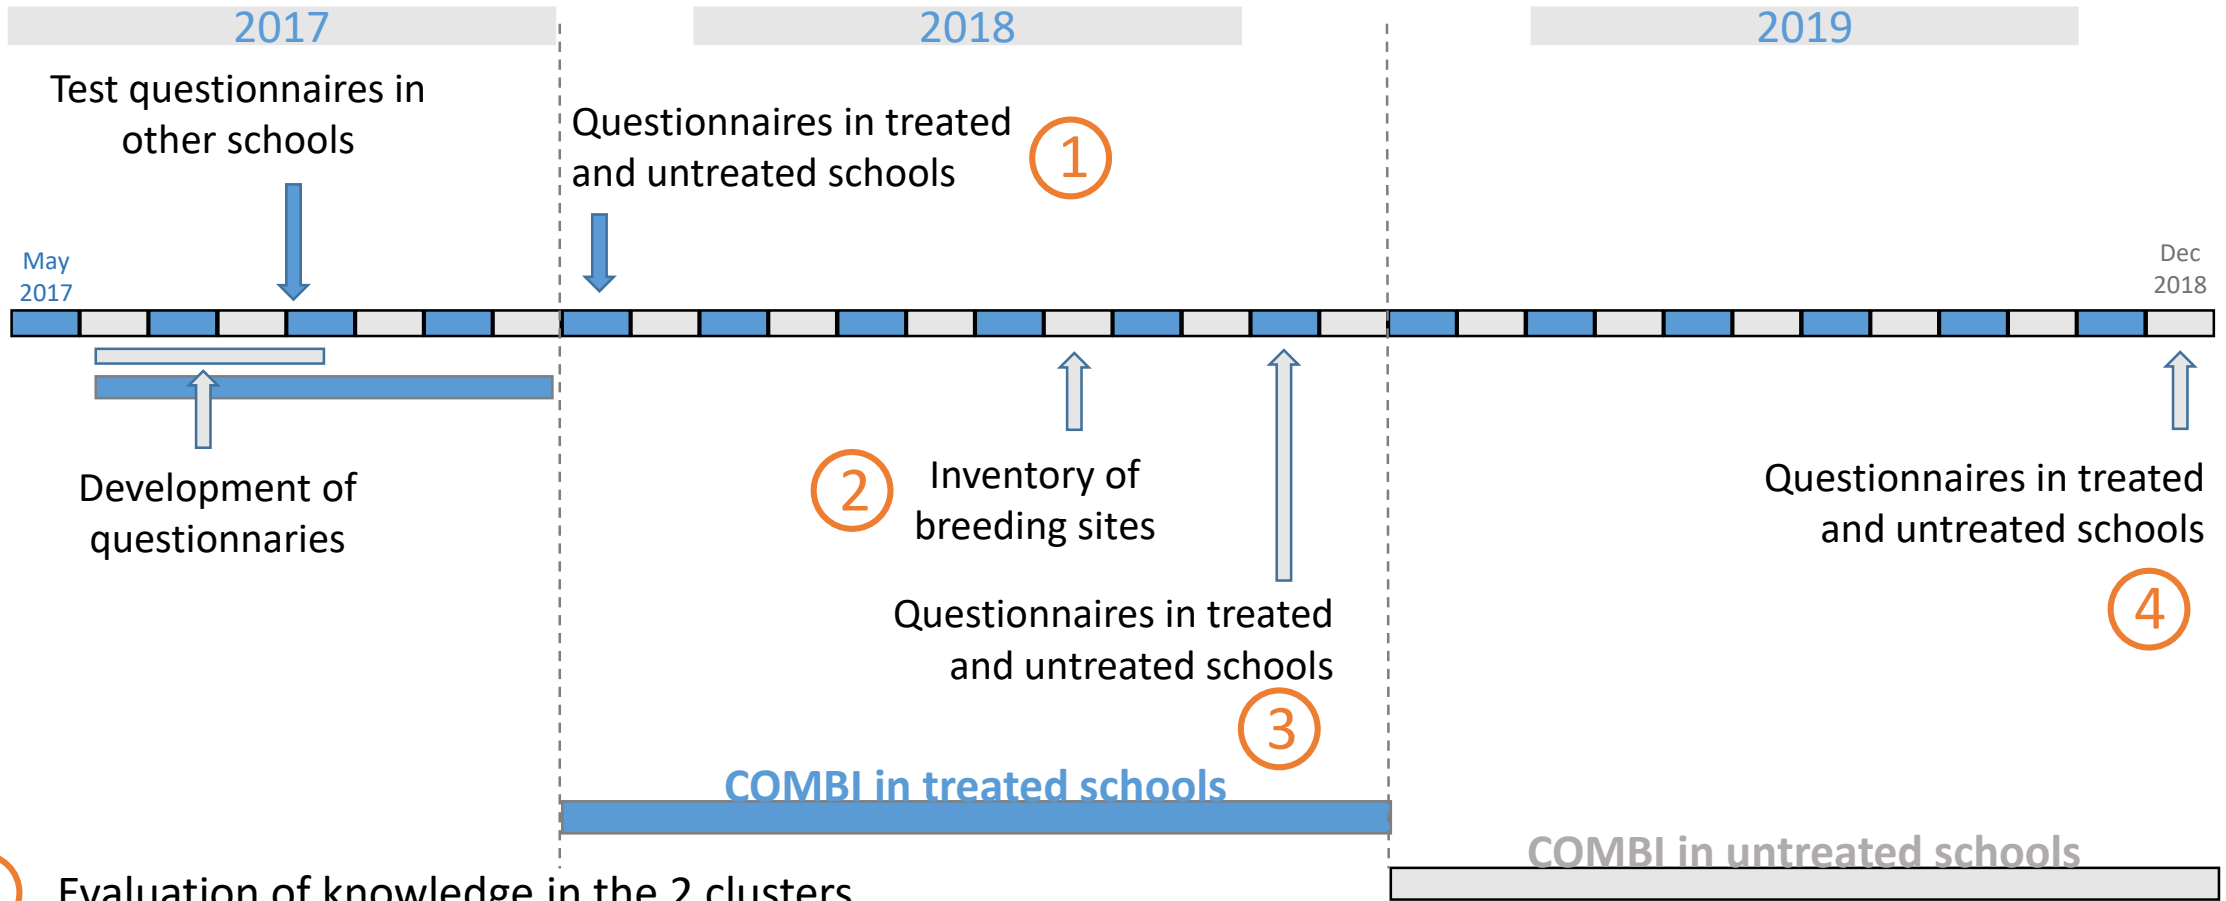 2017
2018
2019
Test questionnaires in
other schools
Questionnaires in treated
and untreated schools
1
May
2017
Dec
2018
Development of
questionnaries
2
Inventory of
breeding sites
Questionnaires in treated
and untreated schools
3
Questionnaires in treated
and untreated schools
4
COMBI in treated schools
COMBI in untreated schools
Evaluation of knowledge in the 2 clusters